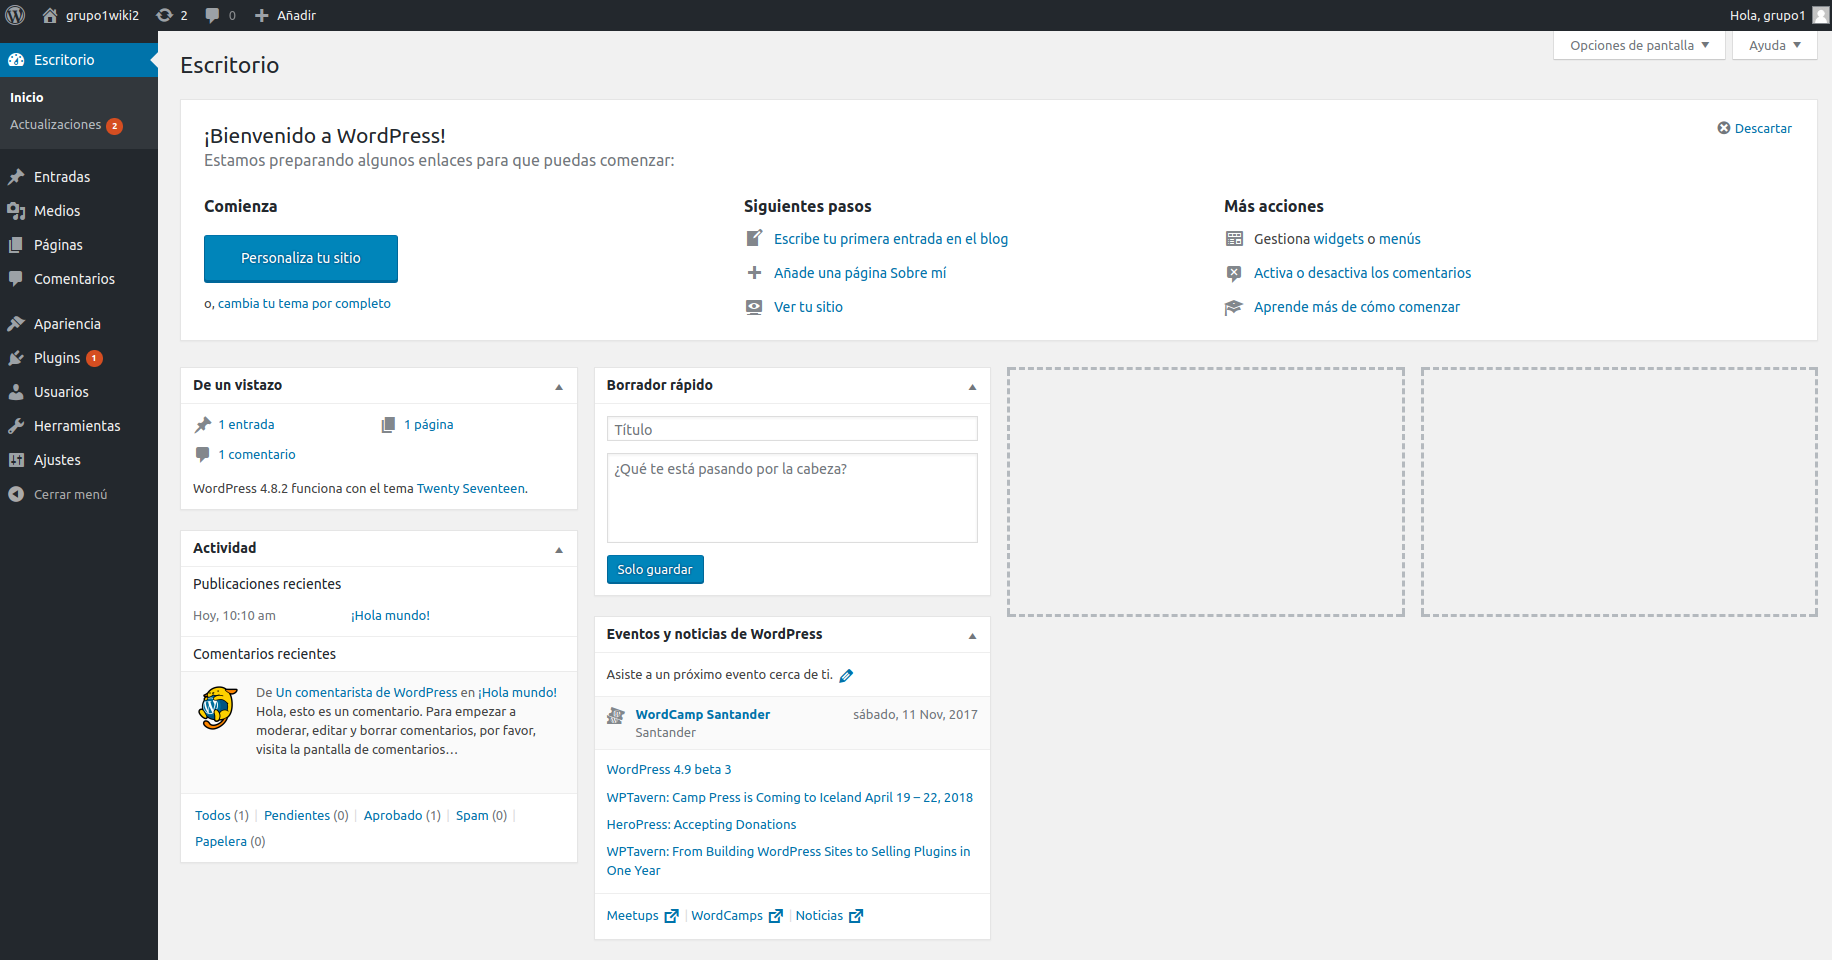 grupo1wiki2 2 0 Añadir Hola, grupo1
Escritorio
Inicio
Actualizaciones 2
Entradas
Medios
Páginas
Comentarios
Apariencia
Plugins 1
Usuarios
Herramientas
Ajustes
Cerrar menú
Opciones de pantalla Ayuda
Escritorio
¡Bienvenido a WordPress!
Descartar
Estamos preparando algunos enlaces para que puedas comenzar:
Comienza
Personaliza tu sitio
o, cambia tu tema por completo
Siguientes pasos
Escribe tu primera entrada en el blog
Añade una página Sobre mí
Ver tu sitio
Más acciones
Gestiona widgets o menús
Activa o desactiva los comentarios
Aprende más de cómo comenzar
De un vistazo
1 entrada 1 página
1 comentario
WordPress 4.8.2 funciona con el tema Twenty Seventeen.
Actividad
Publicaciones recientes
Hoy, 10:10 am ¡Hola mundo!
Comentarios recientes
De Un comentarista de WordPress en ¡Hola mundo!
Hola, esto es un comentario. Para empezar a
moderar, editar y borrar comentarios, por favor,
visita la pantalla de comentarios…
Todos (1) | Pendientes (0) | Aprobado (1) | Spam (0) |
Papelera (0)
Borrador rápido
Título
¿Qué te está pasando por la cabeza?
Solo guardar
Eventos y noticias de WordPress
Asiste a un próximo evento cerca de ti.
WordCamp Santander sábado, 11 Nov, 2017
Santander
WordPress 4.9 beta 3
WPTavern: Camp Press is Coming to Iceland April 19 – 22, 2018
HeroPress: Accepting Donations
WPTavern: From Building WordPress Sites to Selling Plugins in
One Year
Meetups | WordCamps | Noticias